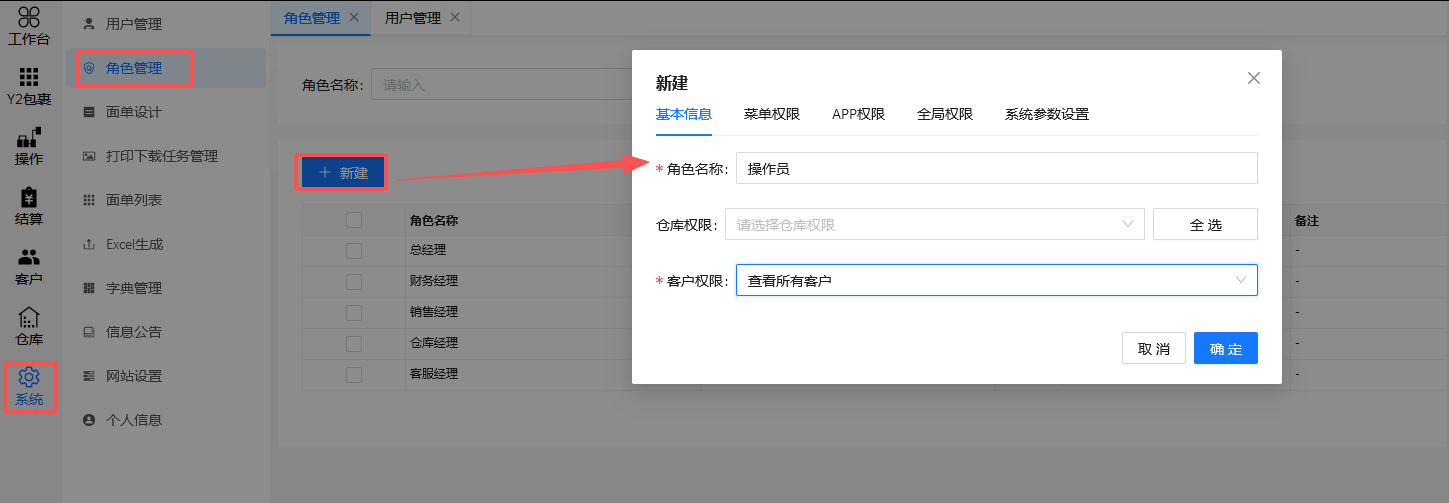 工作台
Y2包裹
操作
结算
客户
仓库
系统
用户管理
角色管理
面单设计
打印下载任务管理
面单列表
Excel生成
字典管理
信息公告
网站设置
个人信息
角色管理 用户管理
角色名称: 请输入
新建
角色名称 备注
总经理 -
财务经理 -
销售经理 -
仓库经理 -
客服经理 -
新建
基本信息 菜单权限 APP权限 全局权限 系统参数设置
* 角色名称: 操作员
仓库权限: 请选择仓库权限 全选
* 客户权限: 查看所有客户
取消 确定